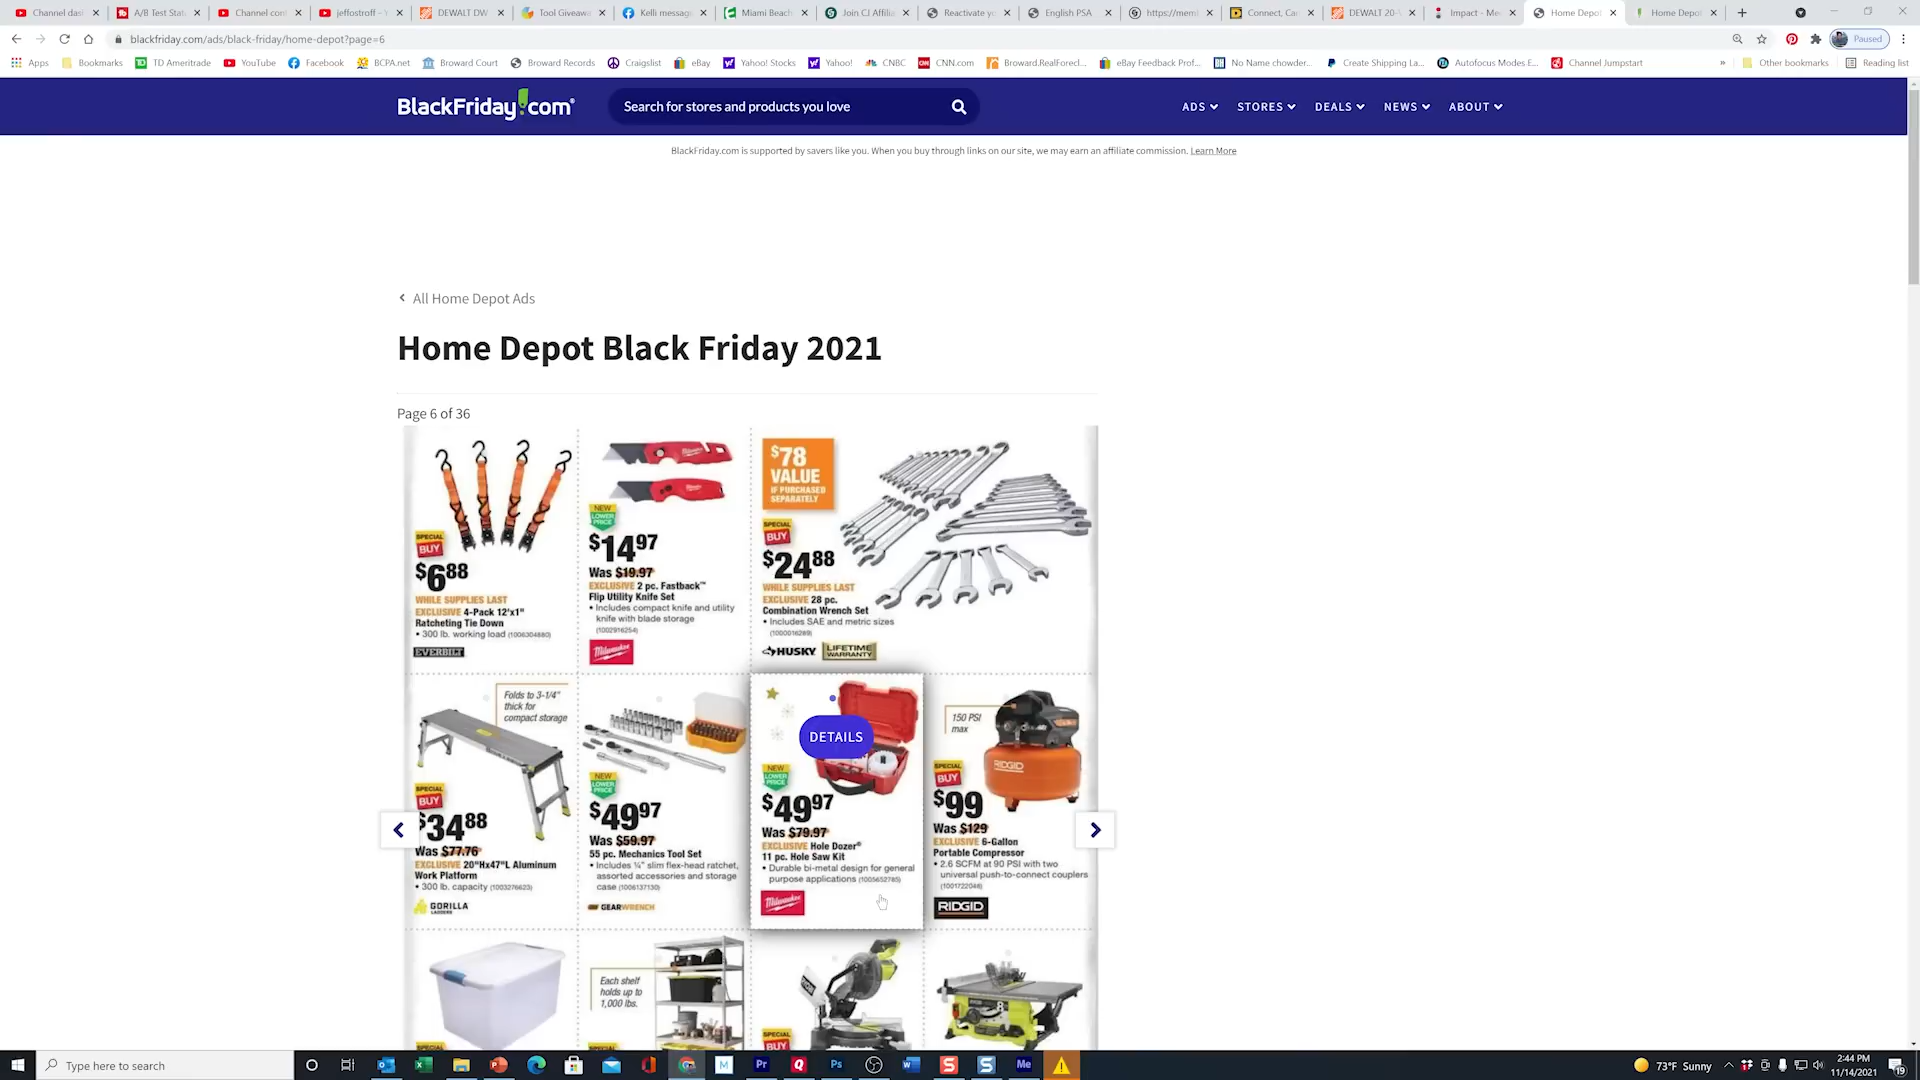 Channel das
A/B Test Stat
Channel con
jeffostroff - Y
DEWALT DW
Tool Giveaw
Kelli messag
Miami Beach
Join CJ Affilia
Reactivate yo
English PSA
https://meml
Connect, Ca
DEWALT 20-V
Impact - Me
Home Depot
Home Depot
blackfriday.com/ads/black-friday/home-depot?page=6
Paused
Apps
Bookmarks
TD Ameritrade
YouTube
Facebook
BCPA.net
Broward Court
Broward Records
Craigslist
eBay
Yahoo! Stocks
Yahoo!
CNBC
CNN.com
Broward.RealForecl...
eBay Feedback Prof...
No Name chowder...
Create Shipping La...
Autofocus Modes E...
Channel Jumpstart
»
Other bookmarks
Reading list
BlackFriday!com
Search for stores and products you love
ADS
STORES
DEALS
NEWS
ABOUT
BlackFriday.com is supported by savers like you. When you buy through links on our site, we may earn an affiliate commission. Learn More
All Home Depot Ads
Home Depot Black Friday 2021
Page 6 of 36
SPECIAL
BUY
$6 88
WHILE SUPPLIES LAST
EXCLUSIVE 4-Pack 12'x1"
Ratcheting Tie Down
• 300 lb. working load (1006304880)
EVERBILT
Milwaukee
NEW
LOWER
PRICE
$14 97
Was $19.97
EXCLUSIVE 2 pc. Fastback™
Flip Utility Knife Set
• Includes compact knife and utility
knife with blade storage
(1002916254)
Milwaukee
$78
VALUE
IF PURCHASED
SEPARATELY
SPECIAL
BUY
$24 88
WHILE SUPPLIES LAST
EXCLUSIVE 28 pc.
Combination Wrench Set
• Includes SAE and metric sizes
(1000016289)
HUSKY
LIFETIME
WARRANTY
Folds to 3-1/4"
thick for
compact storage
SPECIAL
BUY
$34 88
Was $77.76
EXCLUSIVE 20"Hx47"L Aluminum
Work Platform
• 300 lb. capacity (1003276623)
GORILLA
LADDERS
NEW
LOWER
PRICE
$49 97
Was $59.97
55 pc. Mechanics Tool Set
• Includes ¼" slim flex-head ratchet,
assorted accessories and storage
case (1006137130)
GEARWRENCH
DETAILS
NEW
LOWER
PRICE
$49 97
Was $79.97
EXCLUSIVE Hole Dozer®
11 pc. Hole Saw Kit
• Durable bi-metal design for general
purpose applications (1005652785)
Milwaukee
150 PSI
max
RIDGID
SPECIAL
BUY
$99
Was $129
EXCLUSIVE 6-Gallon
Portable Compressor
• 2.6 SCFM at 90 PSI with two
universal push-to-connect couplers
(1001722048)
RIDGID
Each shelf
holds up to
1,000 lbs.
SPECIAL
Type here to search
73°F Sunny
2:44 PM
11/14/2021
19